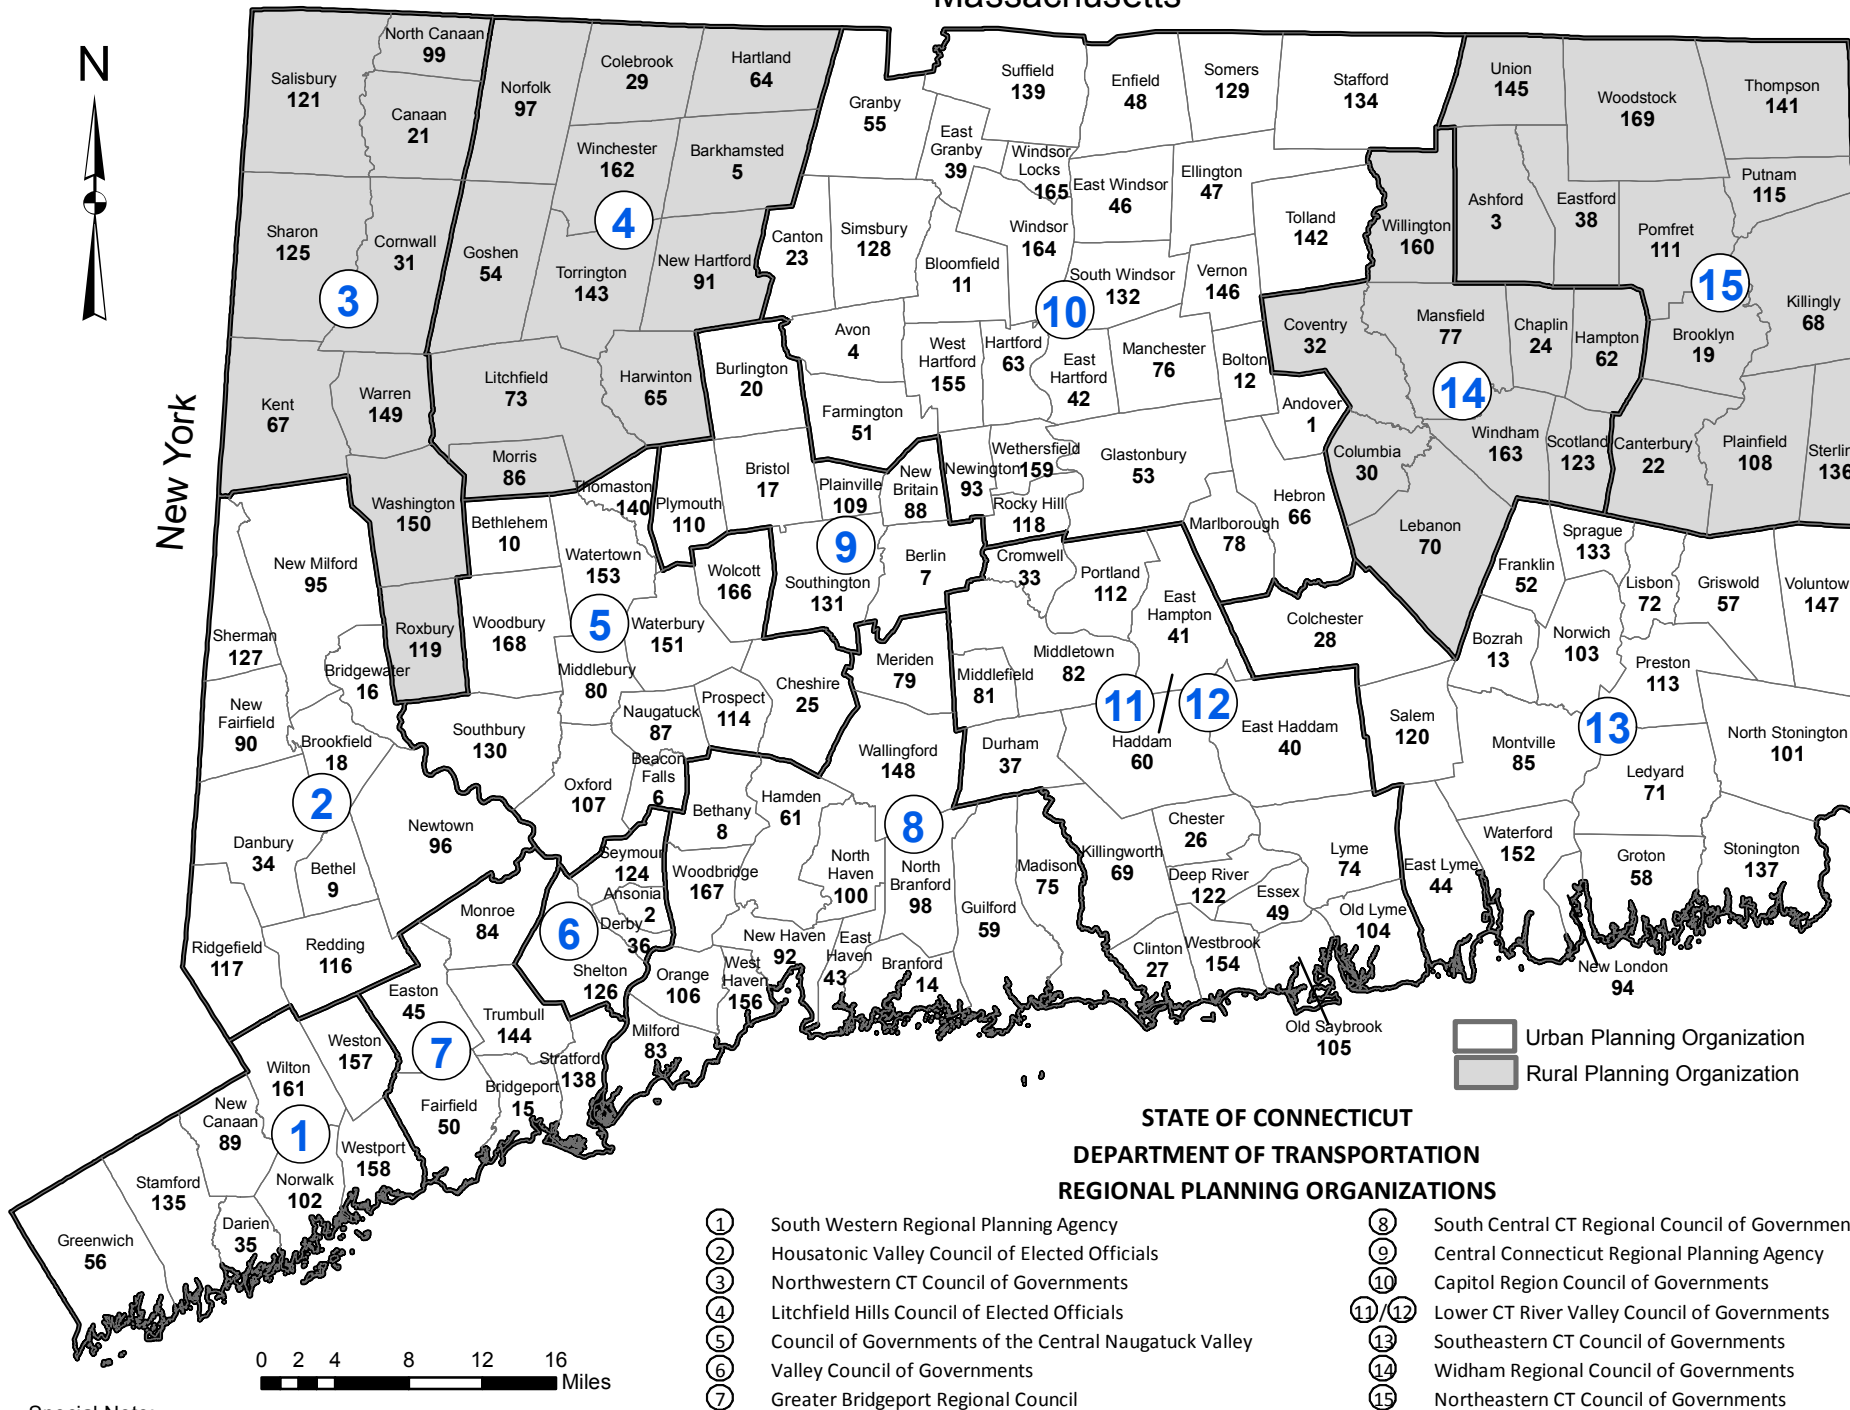 Massachusetts
N
New York
North Canaan
99
Salisbury
121
Canaan
21
Norfolk
97
Colebrook
29
Hartland
64
Granby
55
Suffield
139
Enfield
48
Somers
129
Stafford
134
Union
145
Woodstock
169
Thompson
141
Winchester
162
Barkhamsted
5
East
Granby
39
Windsor
Locks
165
East Windsor
46
Ellington
47
Tolland
142
Willington
160
Ashford
3
Eastford
38
Pomfret
111
Putnam
115
Sharon
125
Cornwall
31
3
Goshen
54
4
Torrington
143
New Hartford
91
Canton
23
Simsbury
128
Bloomfield
11
Windsor
164
South Windsor
132
10
Vernon
146
15
Killingly
68
Kent
67
Warren
149
Litchfield
73
Harwinton
65
Burlington
20
Avon
4
West
Hartford
155
Hartford
63
East
Hartford
42
Manchester
76
Bolton
12
Coventry
32
Mansfield
77
Chaplin
24
Hampton
62
Brooklyn
19
14
Andover
1
Farmington
51
Morris
86
Washington
150
Thomaston
140
Plymouth
110
Bristol
17
Plainville
109
New
Britain
88
Newington
93
Wethersfield
159
Rocky Hill
118
Glastonbury
53
Hebron
66
Marlborough
78
Columbia
30
Windham
163
Scotland
123
Canterbury
22
Plainfield
108
Sterlin
136
Lebanon
70
Bethlehem
10
Watertown
153
Wolcott
166
9
Southington
131
Berlin
7
Cromwell
33
Portland
112
East
Hampton
41
Colchester
28
Franklin
52
Sprague
133
Lisbon
72
Griswold
57
Voluntow
147
New Milford
95
Sherman
127
Bridgewater
16
Roxbury
119
Woodbury
168
5
Waterbury
151
Middlebury
80
Naugatuck
87
Prospect
114
Cheshire
25
Meriden
79
Middlefield
81
Middletown
82
11
/
12
Haddam
60
East Haddam
40
Salem
120
Bozrah
13
Norwich
103
Preston
113
13
Montville
85
Ledyard
71
North Stonington
101
New
Fairfield
90
Brookfield
18
2
Southbury
130
Oxford
107
Beacon
Falls
6
Bethany
8
Hamden
61
Wallingford
148
Durham
37
8
Newtown
96
Danbury
34
Bethel
9
Seymour
124
Ansonia
2
Derby
36
6
Shelton
126
Woodbridge
167
North
Haven
100
North
Branford
98
Guilford
59
Madison
75
Killingworth
69
Chester
26
Deep River
122
Essex
49
Lyme
74
Old Lyme
104
East Lyme
44
Waterford
152
Groton
58
Stonington
137
New London
94
Ridgefield
117
Redding
116
Monroe
84
Easton
45
Trumbull
144
Stratford
138
Orange
106
West
Haven
156
New Haven
92
East
Haven
43
Branford
14
Clinton
27
Westbrook
154
Old Saybrook
105
Milford
83
7
Weston
157
Wilton
161
New
Canaan
89
1
Westport
158
Norwalk
102
Fairfield
50
Bridgeport
15
Stamford
135
Darien
35
Greenwich
56
Urban Planning Organization
Rural Planning Organization
STATE OF CONNECTICUT
DEPARTMENT OF TRANSPORTATION
REGIONAL PLANNING ORGANIZATIONS
1 South Western Regional Planning Agency
2 Housatonic Valley Council of Elected Officials
3 Northwestern CT Council of Governments
4 Litchfield Hills Council of Elected Officials
5 Council of Governments of the Central Naugatuck Valley
6 Valley Council of Governments
7 Greater Bridgeport Regional Council
8 South Central CT Regional Council of Governmen
9 Central Connecticut Regional Planning Agency
10 Capitol Region Council of Governments
11/12 Lower CT River Valley Council of Governments
13 Southeastern CT Council of Governments
14 Widham Regional Council of Governments
15 Northeastern CT Council of Governments
0 2 4 8 12 16
Miles
Special Note: